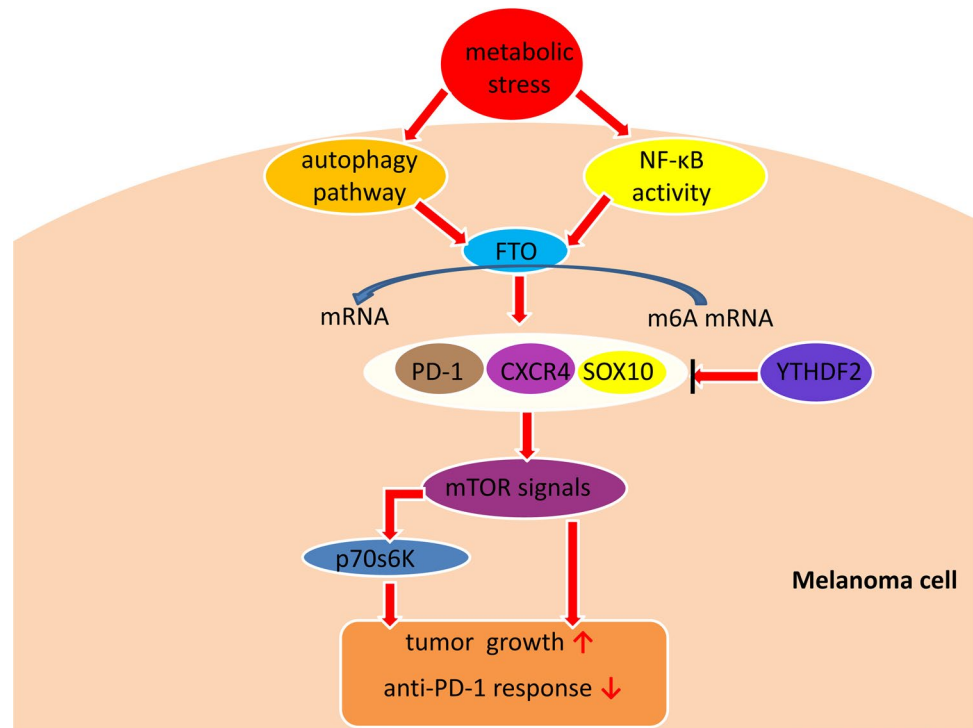 metabolic
stress
autophagy
pathway
NF-κB
activity
FTO
mRNA
m6A mRNA
PD-1
CXCR4
SOX10
YTHDF2
mTOR signals
p70s6K
Melanoma cell
tumor growth ↑
anti-PD-1 response ↓